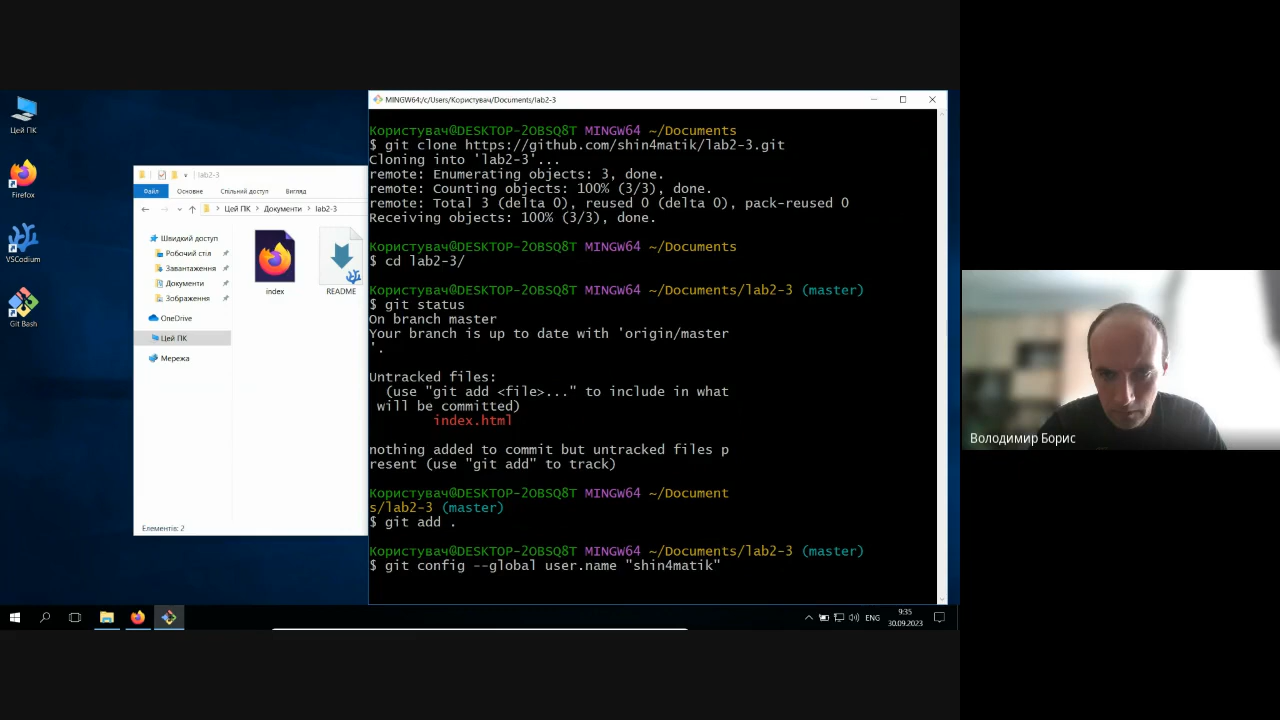 Цей ПК
Firefox
VSCodium
Git Bash
lab2-3
Файл Основне Спільний доступ Вигляд
Цей ПК > Документи > lab2-3
Швидкий доступ
Робочий стіл
Завантаження
Документи
Зображення
OneDrive
Цей ПК
Мережа
index
README
Елементів: 2
MINGW64:/c/Users/Користувач/Documents/lab2-3
Користувач@DESKTOP-2OBSQ8T MINGW64 ~/Documents
$ git clone https://github.com/shin4matik/lab2-3.git
Cloning into 'lab2-3'...
remote: Enumerating objects: 3, done.
remote: Counting objects: 100% (3/3), done.
remote: Total 3 (delta 0), reused 0 (delta 0), pack-reused 0
Receiving objects: 100% (3/3), done.
Користувач@DESKTOP-2OBSQ8T MINGW64 ~/Documents
$ cd lab2-3/
Користувач@DESKTOP-2OBSQ8T MINGW64 ~/Documents/lab2-3 (master)
$ git status
On branch master
Your branch is up to date with 'origin/master
'.
Untracked files:
(use "git add <file>..." to include in what
will be committed)
index.html
nothing added to commit but untracked files p
resent (use "git add" to track)
Користувач@DESKTOP-2OBSQ8T MINGW64 ~/Document
s/lab2-3 (master)
$ git add .
Користувач@DESKTOP-2OBSQ8T MINGW64 ~/Documents/lab2-3 (master)
$ git config --global user.name "shin4matik"
ENG
9:35
30.09.2023
Володимир Борис